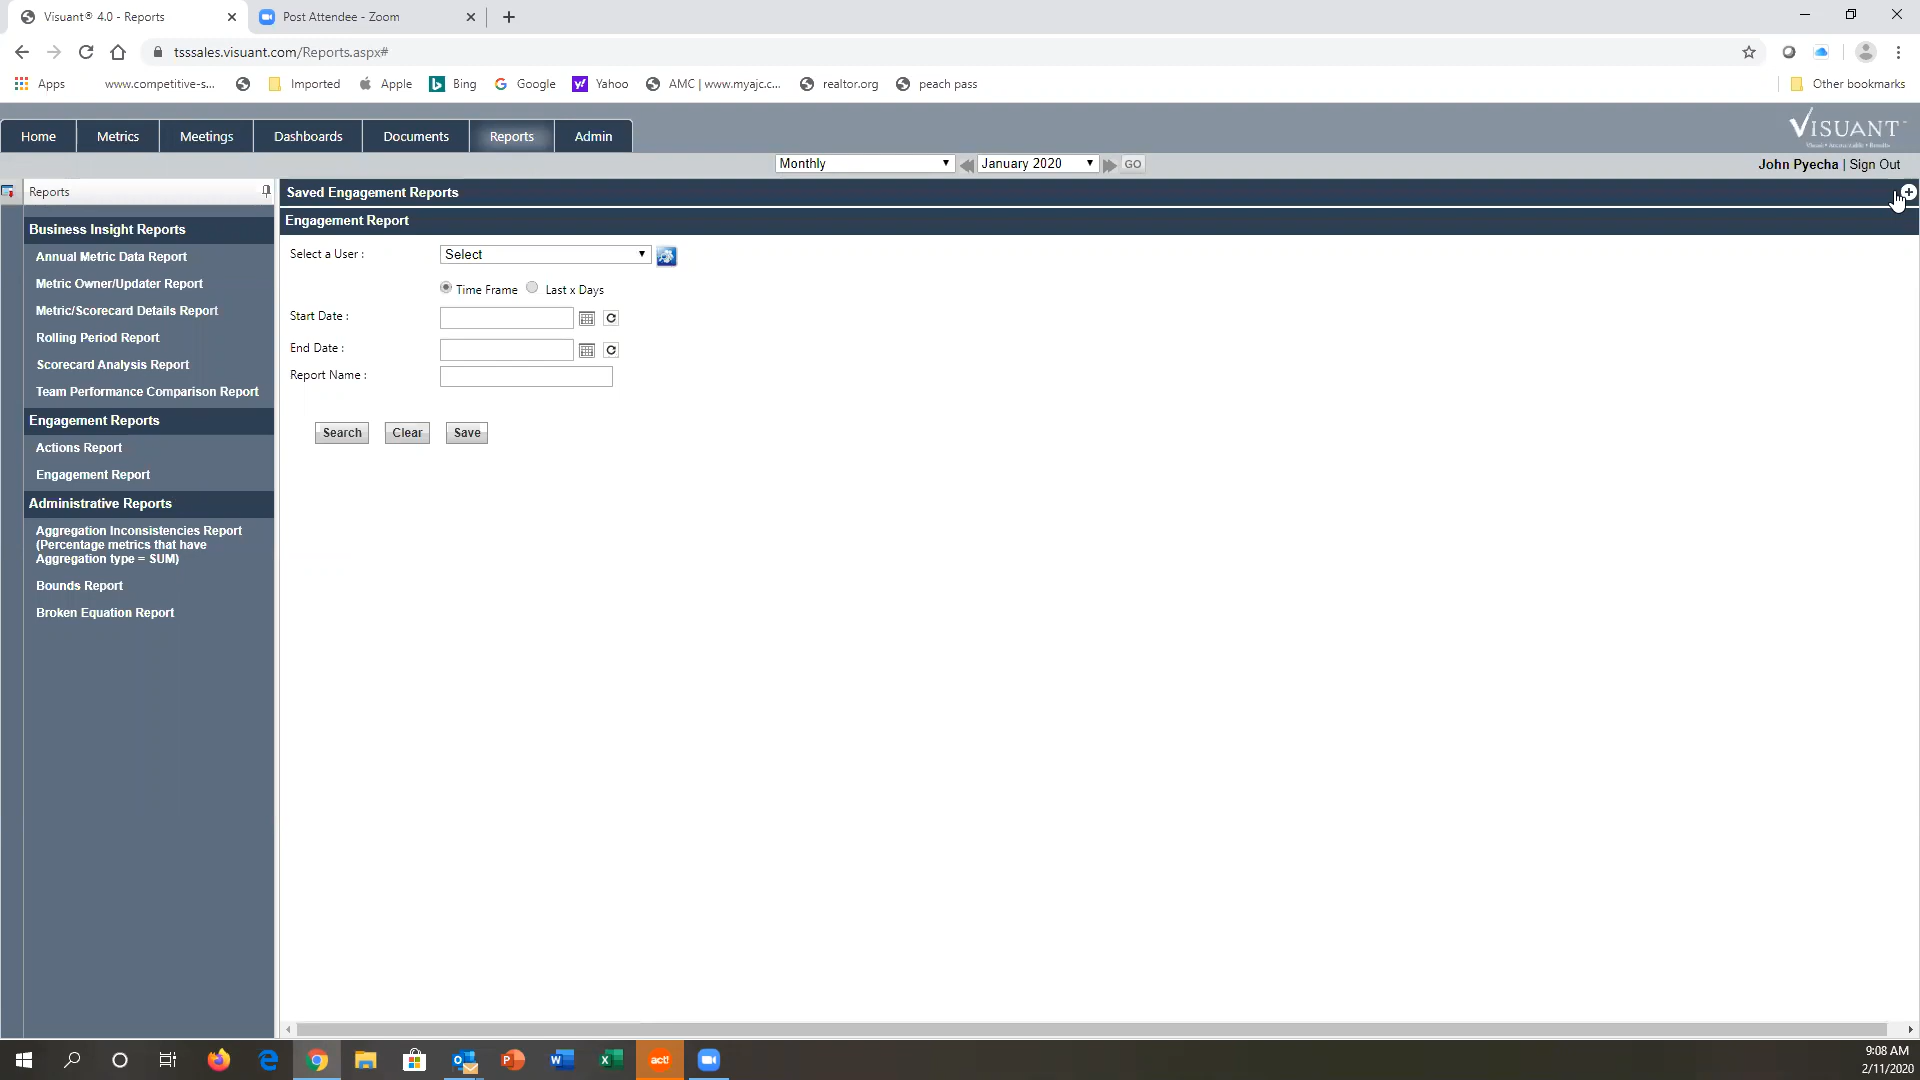 Visuant® 4.0 - Reports
Post Attendee - Zoom
tsssales.visuant.com/Reports.aspx#
Apps
www.competitive-s...
Imported
Apple
Bing
Google
Yahoo
AMC | www.myajc.c...
realtor.org
peach pass
Other bookmarks
Home
Metrics
Meetings
Dashboards
Documents
Reports
Admin
VISUANT
Monthly
January 2020
GO
John Pyecha | Sign Out
Reports
Business Insight Reports
Annual Metric Data Report
Metric Owner/Updater Report
Metric/Scorecard Details Report
Rolling Period Report
Scorecard Analysis Report
Team Performance Comparison Report
Engagement Reports
Actions Report
Engagement Report
Administrative Reports
Aggregation Inconsistencies Report
(Percentage metrics that have
Aggregation type = SUM)
Bounds Report
Broken Equation Report
Saved Engagement Reports
Engagement Report
Select a User :
Select
Time Frame
Last x Days
Start Date :
End Date :
Report Name :
Search
Clear
Save
act!
9:08 AM
2/11/2020